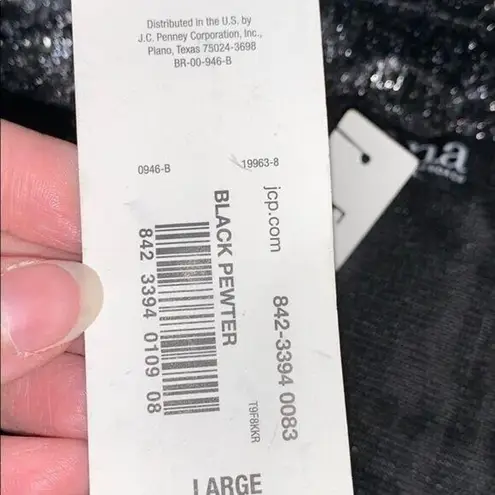 Distributed in the U.S. by
J.C. Penney Corporation, Inc.,
Plano, Texas 75024-3698
BR-00-946-B
0946-B
19963-8
jcp.com
842-3394 0083
BLACK PEWTER
842 3394 0109 08
T9F8KKR
LARGE